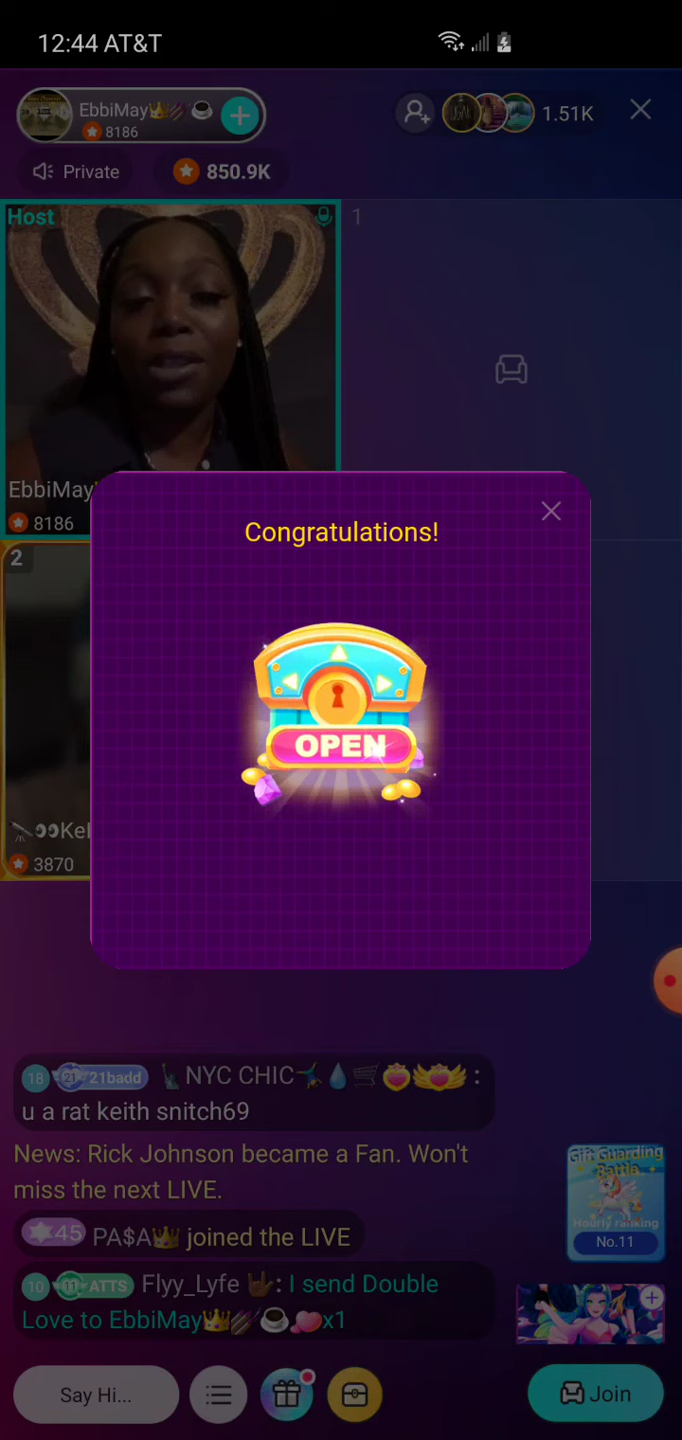 12:44 AT&T
EbbiMay👑💅🏾☕
8186
1.51K
Private
850.9K
Host
1
EbbiMay
8186
Congratulations!
2
OPEN
🔭👀Kel
3870
18 21 21badd 🗽NYC CHIC💃💧🛒 :
u a rat keith snitch69
News: Rick Johnson became a Fan. Won't
miss the next LIVE.
45 PA$A👑 joined the LIVE
10 11 ATTS Flyy_Lyfe 🤘🏾: I send Double
Love to EbbiMay👑💅🏾☕💕x1
Gift Guarding
Battle
Hourly ranking
No.11
Say Hi...
Join